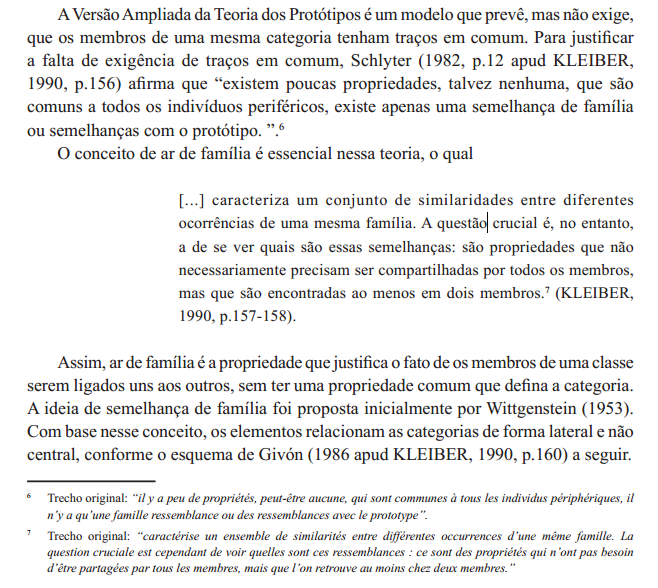 A Versão Ampliada da Teoria dos Protótipos é um modelo que prevê, mas não exige,
que os membros de uma mesma categoria tenham traços em comum. Para justificar
a falta de exigência de traços em comum, Schlyter (1982, p.12 apud KLEIBER,
1990, p.156) afirma que “existem poucas propriedades, talvez nenhuma, que são
comuns a todos os indivíduos periféricos, existe apenas uma semelhança de família
ou semelhanças com o protótipo. ”.⁶
O conceito de ar de família é essencial nessa teoria, o qual
[...] caracteriza um conjunto de similaridades entre diferentes
ocorrências de uma mesma família. A questão crucial é, no entanto,
a de se ver quais são essas semelhanças: são propriedades que não
necessariamente precisam ser compartilhadas por todos os membros,
mas que são encontradas ao menos em dois membros.⁷ (KLEIBER,
1990, p.157-158).
Assim, ar de família é a propriedade que justifica o fato de os membros de uma classe
serem ligados uns aos outros, sem ter uma propriedade comum que defina a categoria.
A ideia de semelhança de família foi proposta inicialmente por Wittgenstein (1953).
Com base nesse conceito, os elementos relacionam as categorias de forma lateral e não
central, conforme o esquema de Givón (1986 apud KLEIBER, 1990, p.160) a seguir.
⁶ Trecho original: “il y a peu de propriétés, peut-être aucune, qui sont communes à tous les individus périphériques, il
n’y a qu’une famille ressemblance ou des ressemblances avec le prototype”.
⁷ Trecho original: “caractérise un ensemble de similarités entre différentes occurrences d’une même famille. La
question cruciale est cependant de voir quelles sont ces ressemblances : ce sont des propriétés qui n’ont pas besoin
d’être partagées par tous les membres, mais que l’on retrouve au moins chez deux membres.”